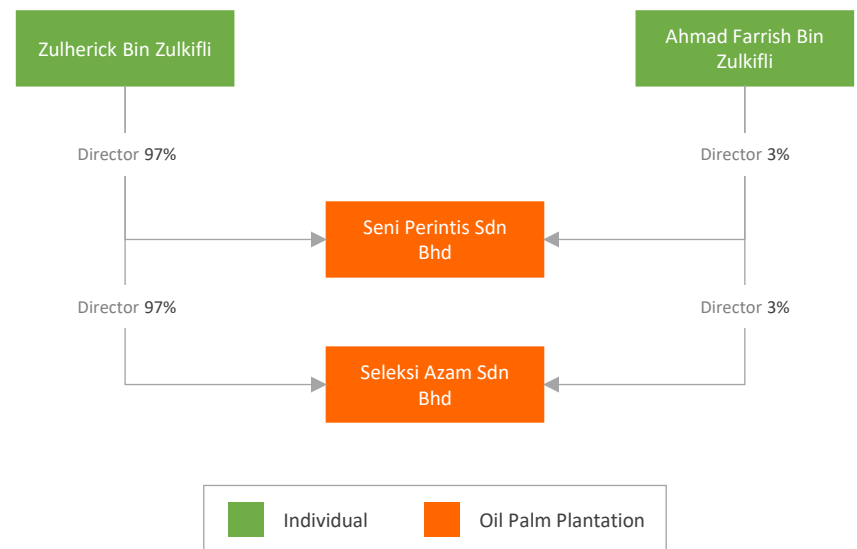 Zulherick Bin Zulkifli
Ahmad Farrish Bin
Zulkifli
Director 97%
Director 3%
Seni Perintis Sdn
Bhd
Director 97%
Director 3%
Seleksi Azam Sdn
Bhd
Individual
Oil Palm Plantation